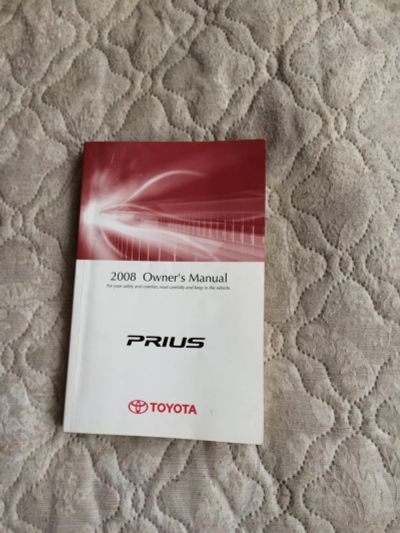 2008 Owner's Manual
For your safety and comfort, read carefully and keep in the vehicle.
PRIUS
TOYOTA